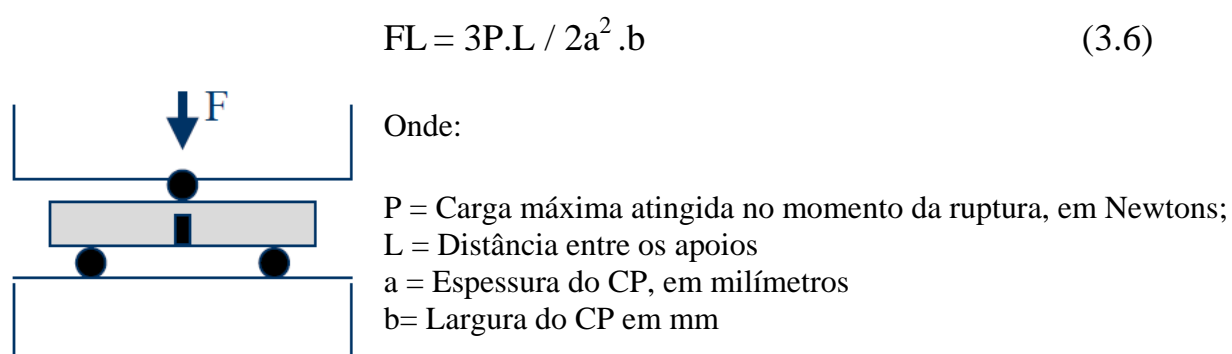 FL = 3P.L / 2a² .b (3.6)
F
Onde:
P = Carga máxima atingida no momento da ruptura, em Newtons;
L = Distância entre os apoios
a = Espessura do CP, em milímetros
b= Largura do CP em mm